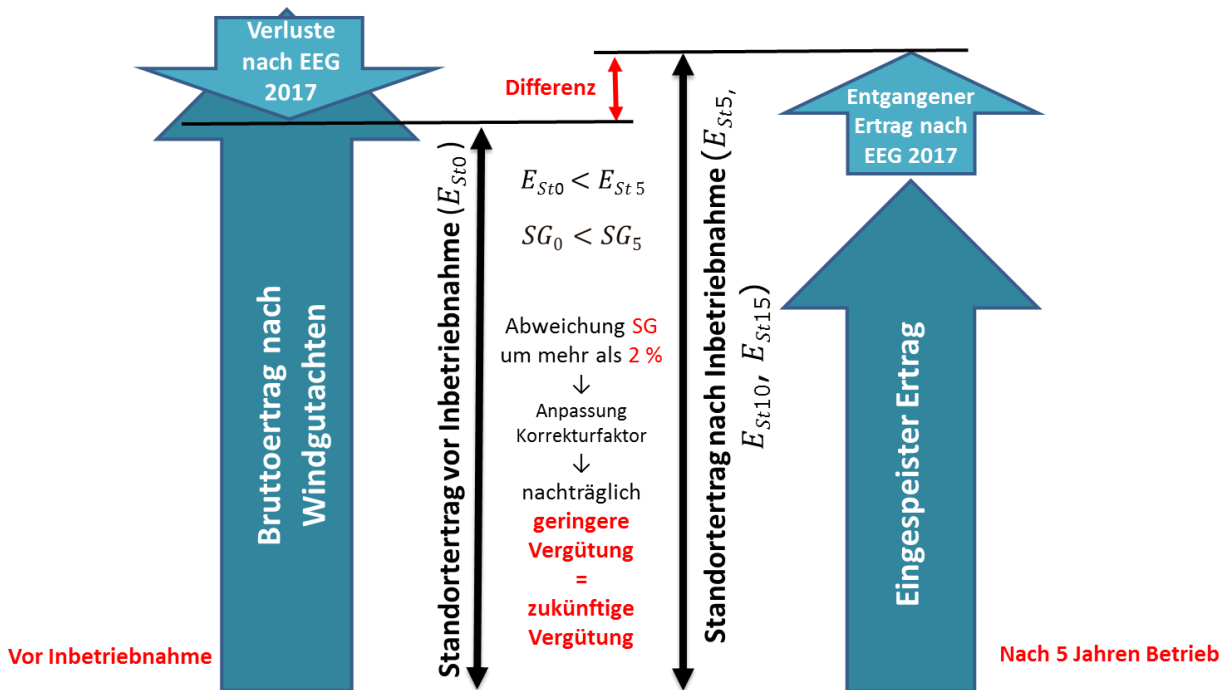 Verluste
nach EEG
2017
Bruttoertrag nach
Windgutachten
Vor Inbetriebnahme
Standortertrag vor Inbetriebnahme (E_St0)
Differenz
E_St0 < E_St 5
SG_0 < SG_5
Abweichung SG
um mehr als 2 %
↓
Anpassung
Korrekturfaktor
↓
nachträglich
geringere
Vergütung
=
zukünftige
Vergütung
Standortertrag nach Inbetriebnahme (E_St5,
E_St10, E_St15)
Entgangener
Ertrag nach
EEG 2017
Eingespeister Ertrag
Nach 5 Jahren Betrieb